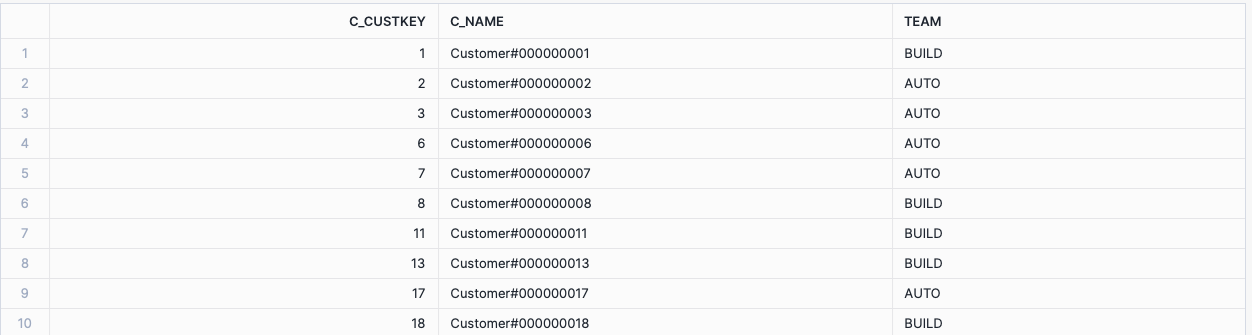 C_CUSTKEY C_NAME TEAM
1 1 Customer#000000001 BUILD
2 2 Customer#000000002 AUTO
3 3 Customer#000000003 AUTO
4 6 Customer#000000006 AUTO
5 7 Customer#000000007 AUTO
6 8 Customer#000000008 BUILD
7 11 Customer#000000011 BUILD
8 13 Customer#000000013 BUILD
9 17 Customer#000000017 AUTO
10 18 Customer#000000018 BUILD